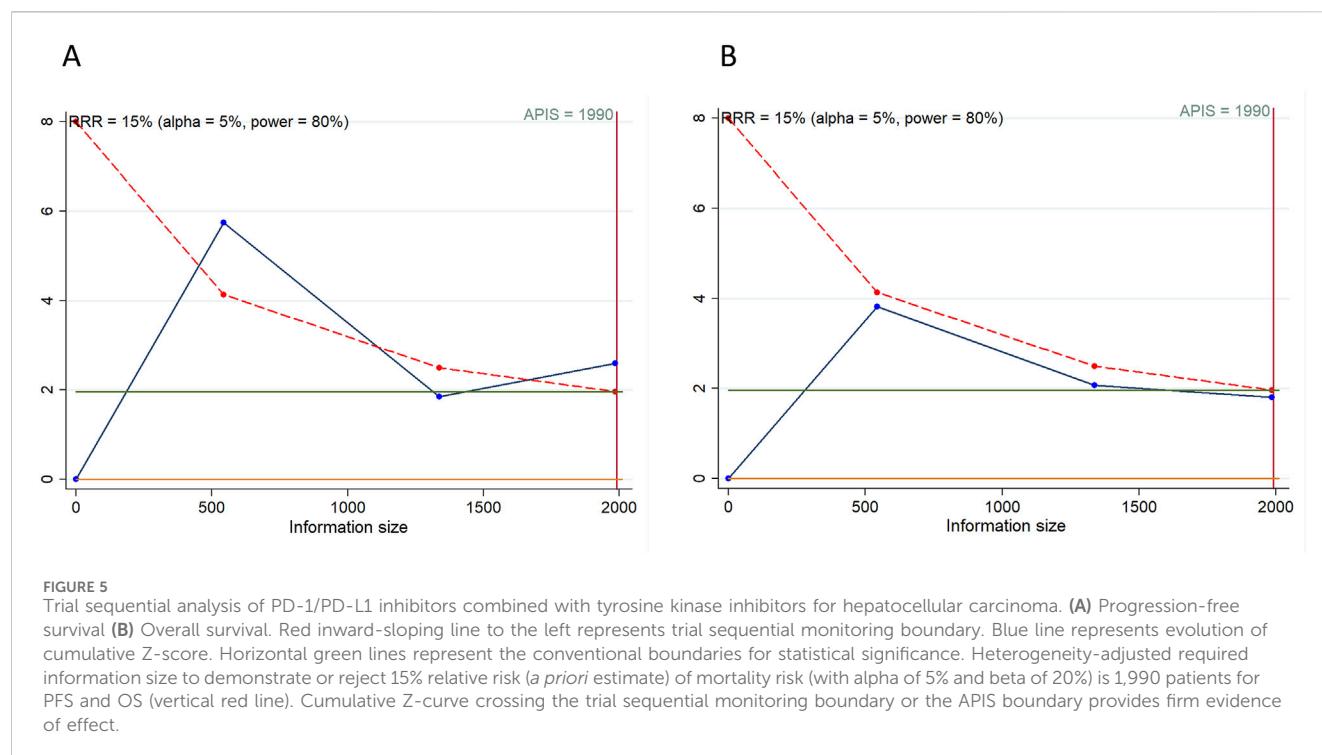 A
B
RRR = 15% (alpha = 5%, power = 80%)
APIS = 1990
8
6
4
2
0
0
500
1000
1500
2000
Information size
RRR = 15% (alpha = 5%, power = 80%)
APIS = 1990
8
6
4
2
0
0
500
1000
1500
2000
Information size
FIGURE 5
Trial sequential analysis of PD-1/PD-L1 inhibitors combined with tyrosine kinase inhibitors for hepatocellular carcinoma. (A) Progression-free
survival (B) Overall survival. Red inward-sloping line to the left represents trial sequential monitoring boundary. Blue line represents evolution of
cumulative Z-score. Horizontal green lines represent the conventional boundaries for statistical significance. Heterogeneity-adjusted required
information size to demonstrate or reject 15% relative risk (a priori estimate) of mortality risk (with alpha of 5% and beta of 20%) is 1,990 patients for
PFS and OS (vertical red line). Cumulative Z-curve crossing the trial sequential monitoring boundary or the APIS boundary provides firm evidence
of effect.